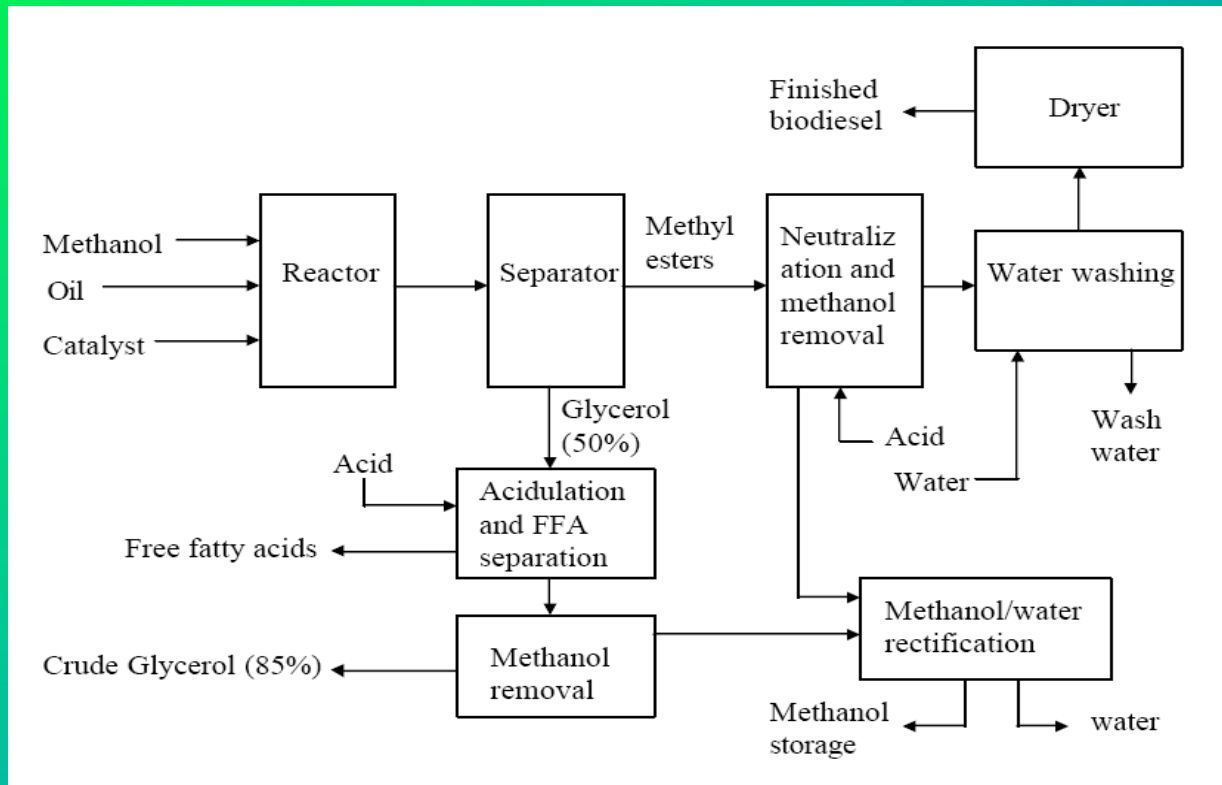 Finished
biodiesel
Dryer
Methanol
Oil
Catalyst
Reactor
Separator
Methyl
esters
Neutraliz
ation and
methanol
removal
Water washing
Glycerol
(50%)
Acid
Water
Wash
water
Acid
Acidulation
and FFA
separation
Free fatty acids
Methanol/water
rectification
Crude Glycerol (85%)
Methanol
removal
Methanol
storage
water